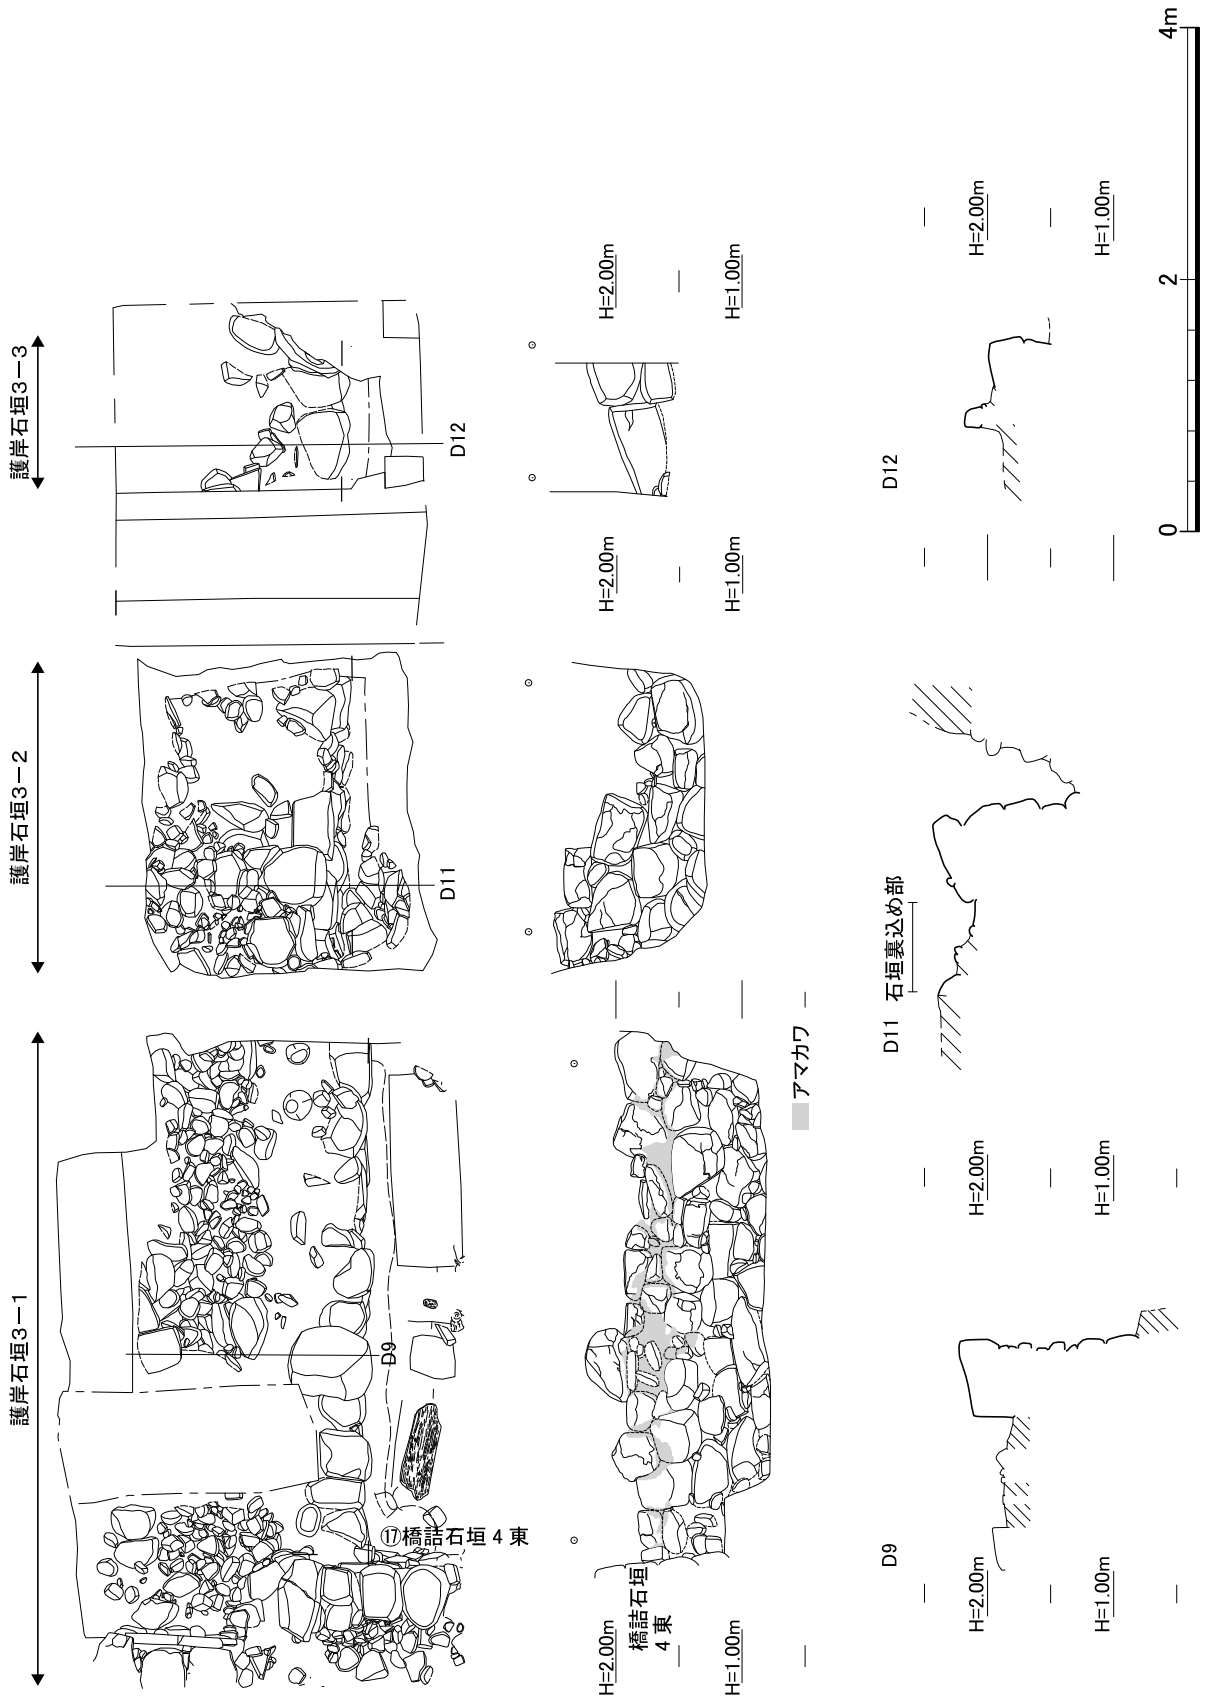 護岸石垣3－1
護岸石垣3－2
護岸石垣3－3
D9
D11
D12
⑰橋詰石垣4東
H=2.00m
H=1.00m
H=2.00m
H=1.00m
H=2.00m
H=1.00m
橋詰石垣
4東
アマカワ
D9
H=2.00m
H=1.00m
H=2.00m
H=1.00m
D11
石垣裏込め部
D12
H=2.00m
H=1.00m
0
2
4m